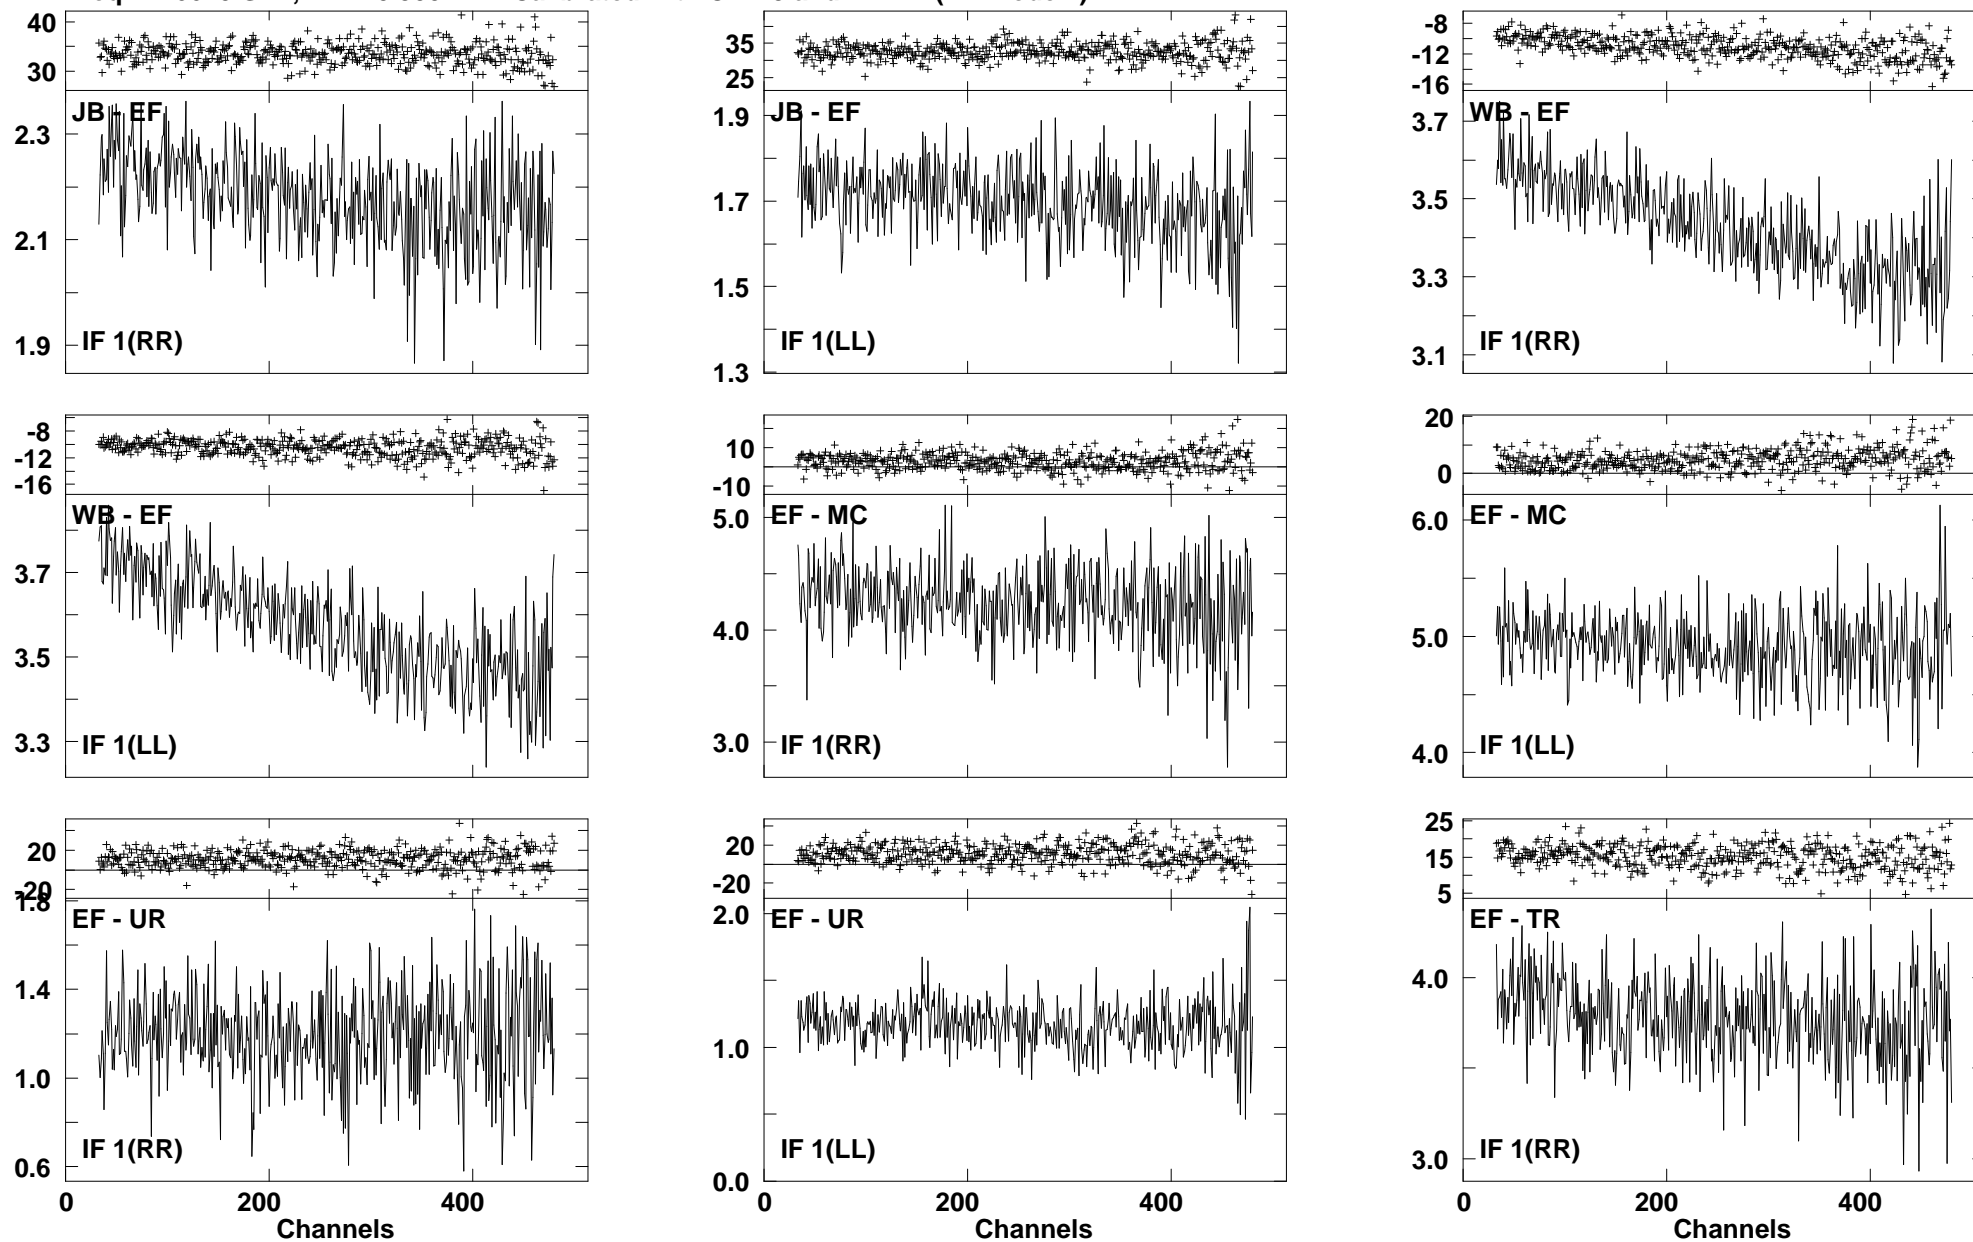 40
30
JB - EF
2.3
2.1
1.9
IF 1(RR)
35
25
JB - EF
1.9
1.7
1.5
1.3
IF 1(LL)
-8
-12
-16
WB - EF
3.7
3.5
3.3
3.1
IF 1(RR)
-8
-12
-16
WB - EF
3.7
3.5
3.3
IF 1(LL)
10
-10
EF - MC
5.0
4.0
3.0
IF 1(RR)
20
0
EF - MC
6.0
5.0
4.0
IF 1(LL)
20
-20
1.8
EF - UR
1.4
1.0
0.6
IF 1(RR)
0 200 400
Channels
20
-20
EF - UR
2.0
1.0
0.0
IF 1(LL)
0 200 400
Channels
25
15
5
EF - TR
4.0
3.0
IF 1(RR)
0 200 400
Channels